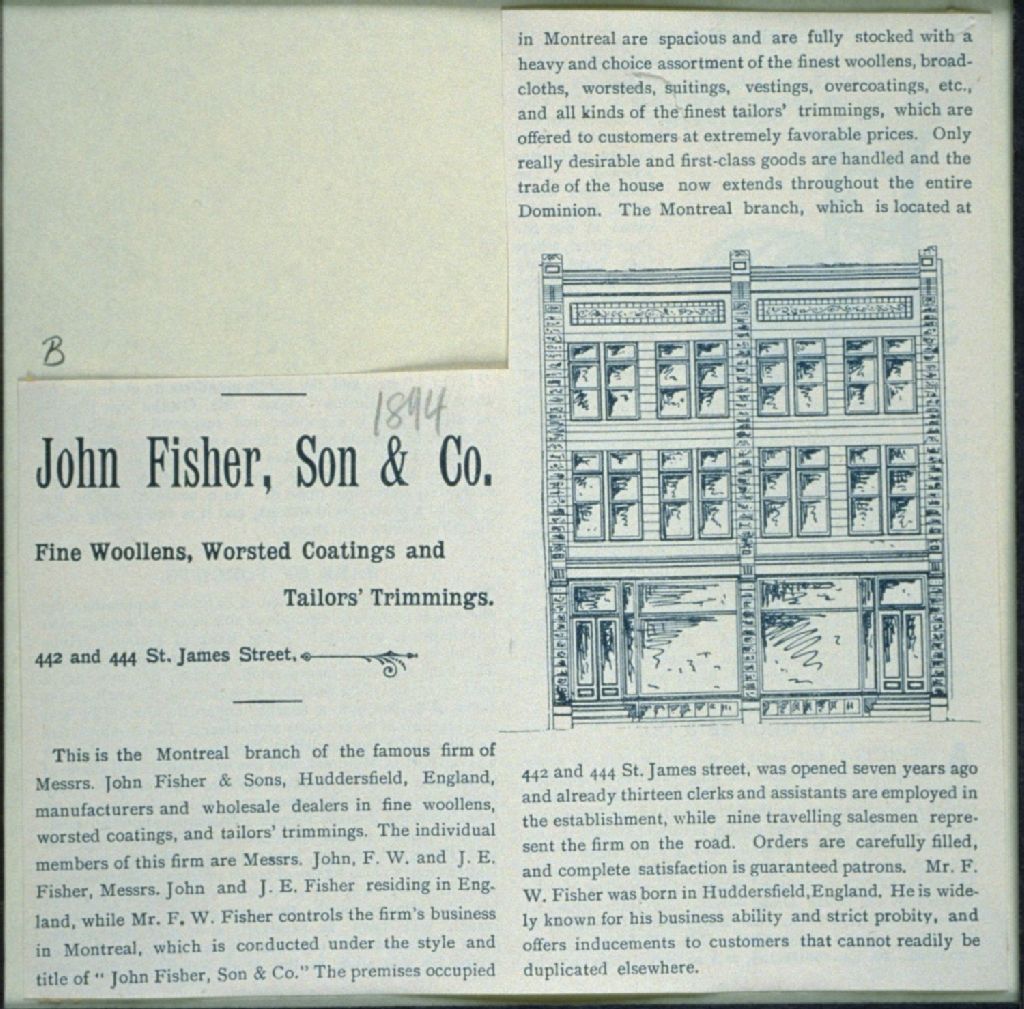 B
1894
John Fisher, Son & Co.
Fine Woollens, Worsted Coatings and
Tailors' Trimmings.
442 and 444 St. James Street,
This is the Montreal branch of the famous firm of
Messrs. John Fisher & Sons, Huddersfield, England,
manufacturers and wholesale dealers in fine woollens,
worsted coatings, and tailors' trimmings. The individual
members of this firm are Messrs. John, F. W. and J. E.
Fisher, Messrs. John and J. E. Fisher residing in Eng-
land, while Mr. F. W. Fisher controls the firm's business
in Montreal, which is conducted under the style and
title of " John Fisher, Son & Co." The premises occupied
in Montreal are spacious and are fully stocked with a
heavy and choice assortment of the finest woollens, broad-
cloths, worsteds, suitings, vestings, overcoatings, etc.,
and all kinds of the finest tailors' trimmings, which are
offered to customers at extremely favorable prices. Only
really desirable and first-class goods are handled and the
trade of the house now extends throughout the entire
Dominion. The Montreal branch, which is located at
442 and 444 St. James street, was opened seven years ago
and already thirteen clerks and assistants are employed in
the establishment, while nine travelling salesmen repre-
sent the firm on the road. Orders are carefully filled,
and complete satisfaction is guaranteed patrons. Mr. F.
W. Fisher was born in Huddersfield, England. He is wide-
ly known for his business ability and strict probity, and
offers inducements to customers that cannot readily be
duplicated elsewhere.